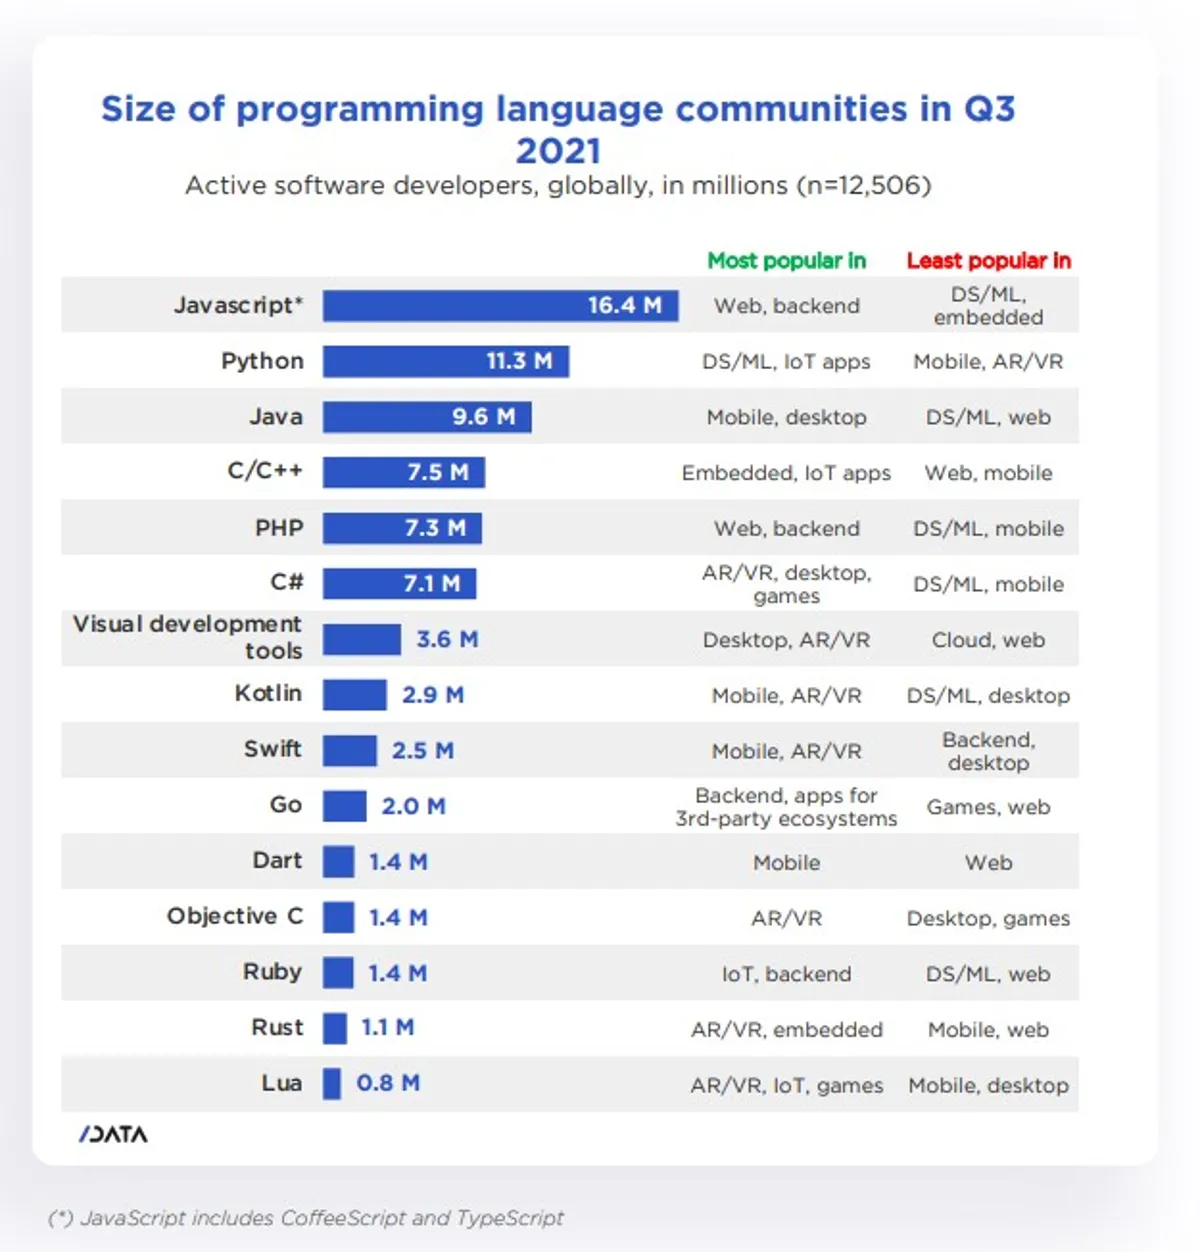 Size of programming language communities in Q3
2021
Active software developers, globally, in millions (n=12,506)
Most popular in Least popular in
Javascript* 16.4 M Web, backend DS/ML,
embedded
Python 11.3 M DS/ML, IoT apps Mobile, AR/VR
Java 9.6 M Mobile, desktop DS/ML, web
C/C++ 7.5 M Embedded, IoT apps Web, mobile
PHP 7.3 M Web, backend DS/ML, mobile
C# 7.1 M AR/VR, desktop,
games DS/ML, mobile
Visual development
tools 3.6 M Desktop, AR/VR Cloud, web
Kotlin 2.9 M Mobile, AR/VR DS/ML, desktop
Swift 2.5 M Mobile, AR/VR Backend,
desktop
Go 2.0 M Backend, apps for
3rd-party ecosystems Games, web
Dart 1.4 M Mobile Web
Objective C 1.4 M AR/VR Desktop, games
Ruby 1.4 M IoT, backend DS/ML, web
Rust 1.1 M AR/VR, embedded Mobile, web
Lua 0.8 M AR/VR, IoT, games Mobile, desktop
/DATA
(*) JavaScript includes CoffeeScript and TypeScript